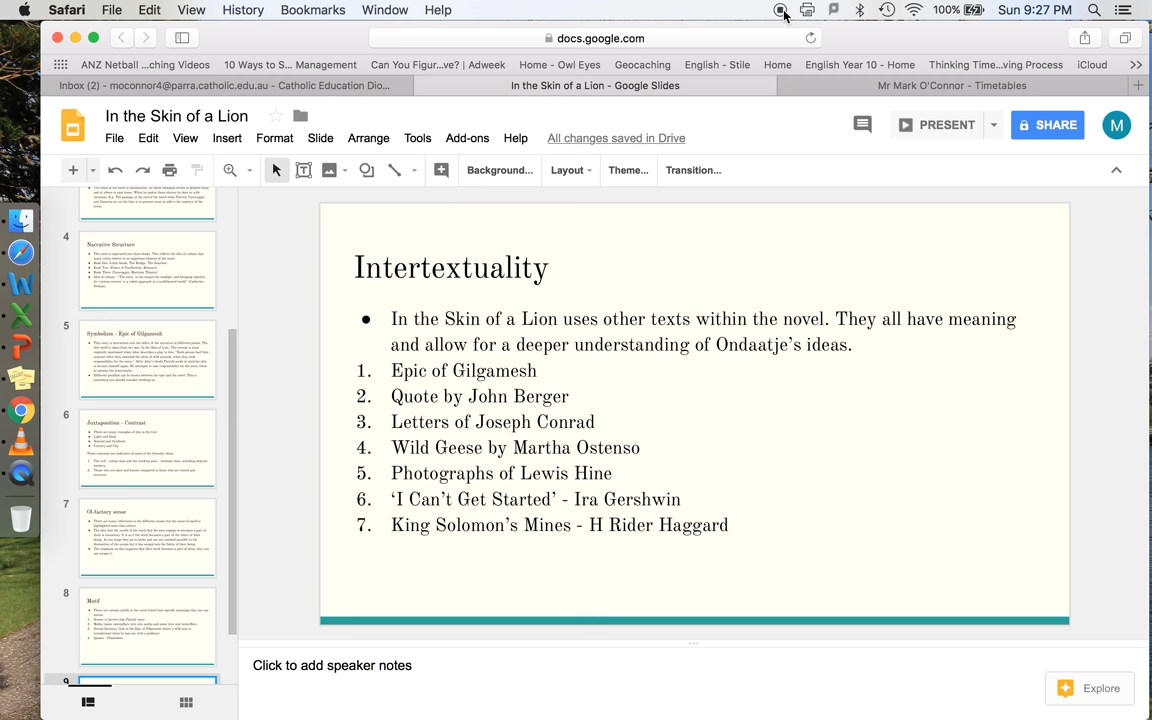 Safari File Edit View History Bookmarks Window Help 100% Sun 9:27 PM
docs.google.com
ANZ Netball ...ching Videos 10 Ways to S... Management Can You Figur...ve? | Adweek Home - Owl Eyes Geocaching English - Stile Home English Year 10 - Home Thinking Time...ving Process iCloud
Inbox (2) - moconnor4@parra.catholic.edu.au - Catholic Education Dio... In the Skin of a Lion - Google Slides Mr Mark O'Connor - Timetables
In the Skin of a Lion
File Edit View Insert Format Slide Arrange Tools Add-ons Help All changes saved in Drive
PRESENT SHARE M
Background... Layout Theme... Transition...
4 Narrative Structure
5 Symbolism - Epic of Gilgamesh
6 Juxtaposition - Contrast
7 Ol-factory sense
8 Motif
9
Intertextuality
● In the Skin of a Lion uses other texts within the novel. They all have meaning
and allow for a deeper understanding of Ondaatje's ideas.
1. Epic of Gilgamesh
2. Quote by John Berger
3. Letters of Joseph Conrad
4. Wild Geese by Martha Ostenso
5. Photographs of Lewis Hine
6. ‘I Can’t Get Started’ - Ira Gershwin
7. King Solomon’s Mines - H Rider Haggard
Click to add speaker notes
Explore